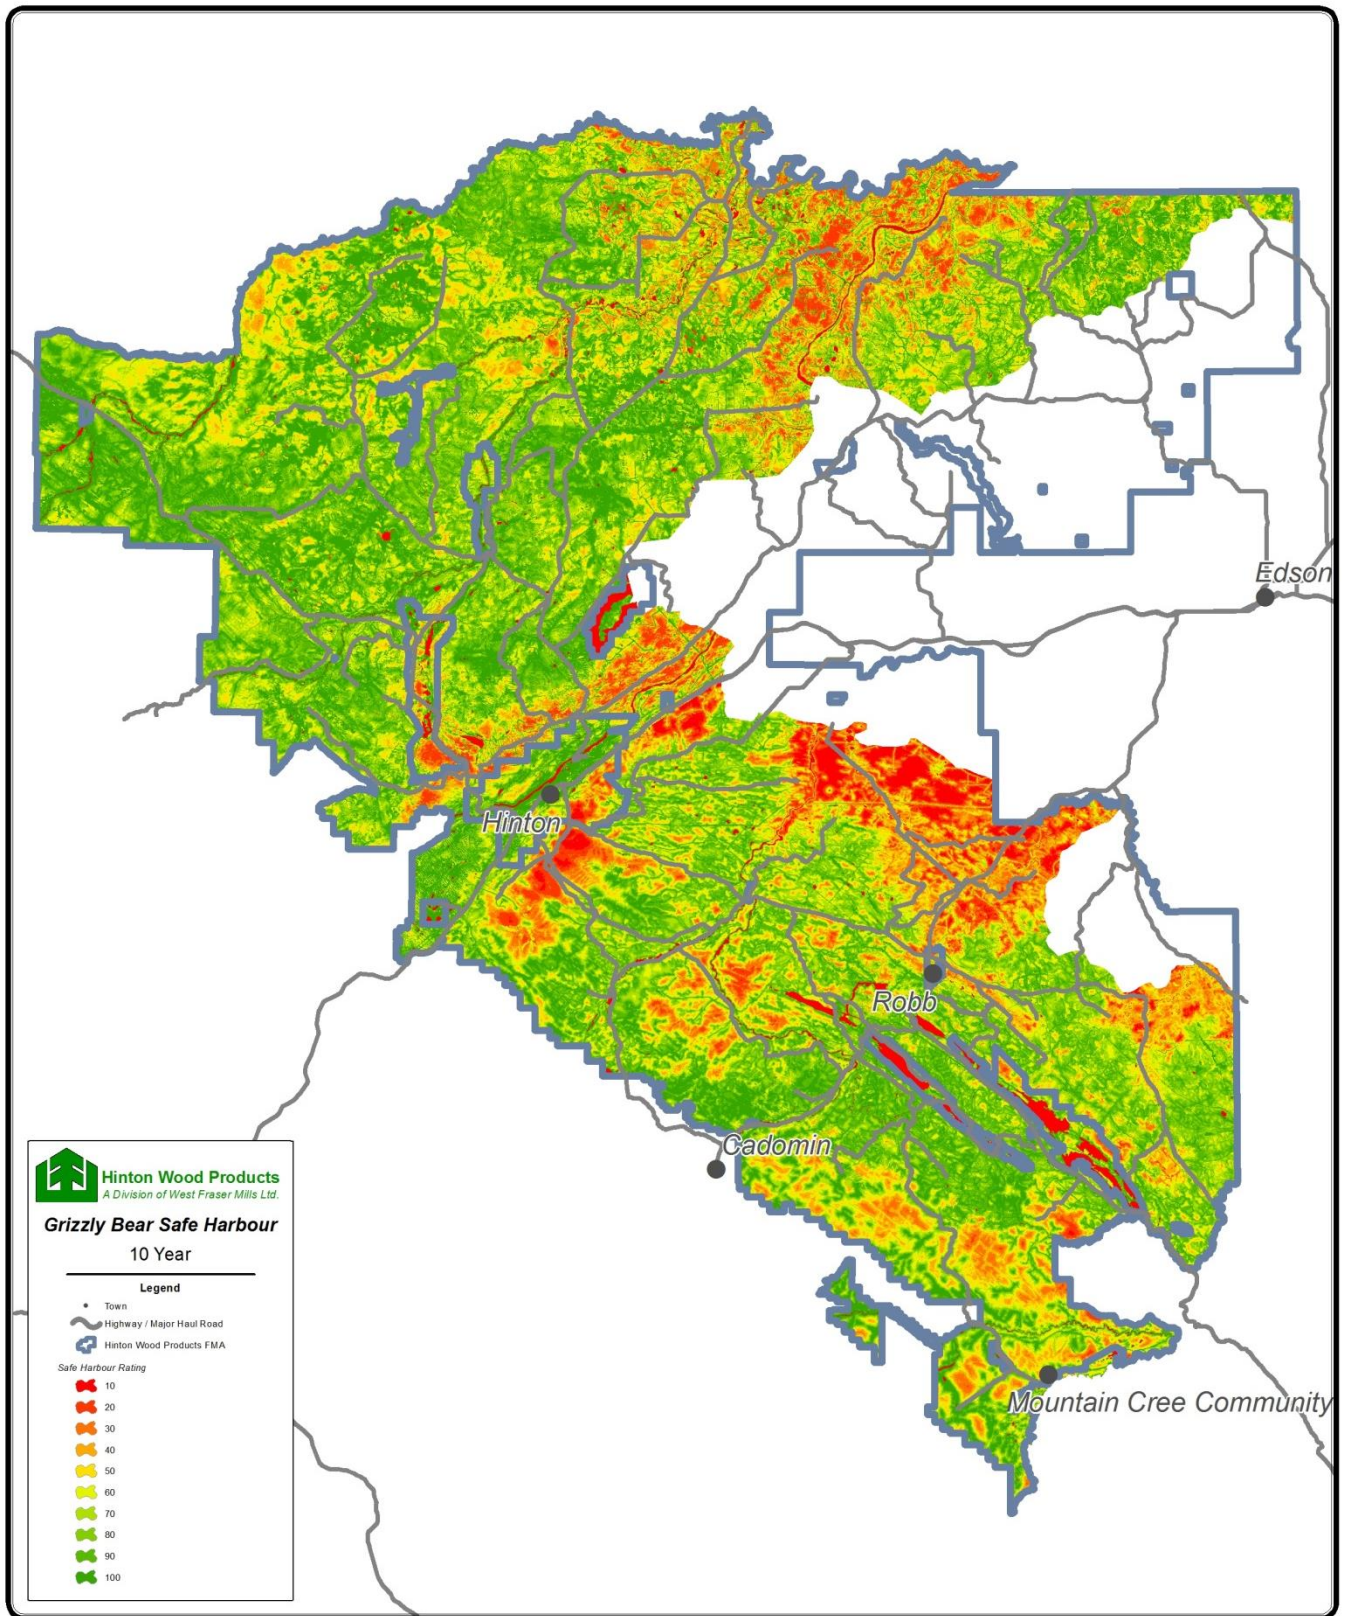 Edson
Hinton
Robb
Cadomin
Mountain Cree Community
Hinton Wood Products
A Division of West Fraser Mills Ltd.
Grizzly Bear Safe Harbour
10 Year
Legend
Town
Highway / Major Haul Road
Hinton Wood Products FMA
Safe Harbour Rating
10
20
30
40
50
60
70
80
90
100